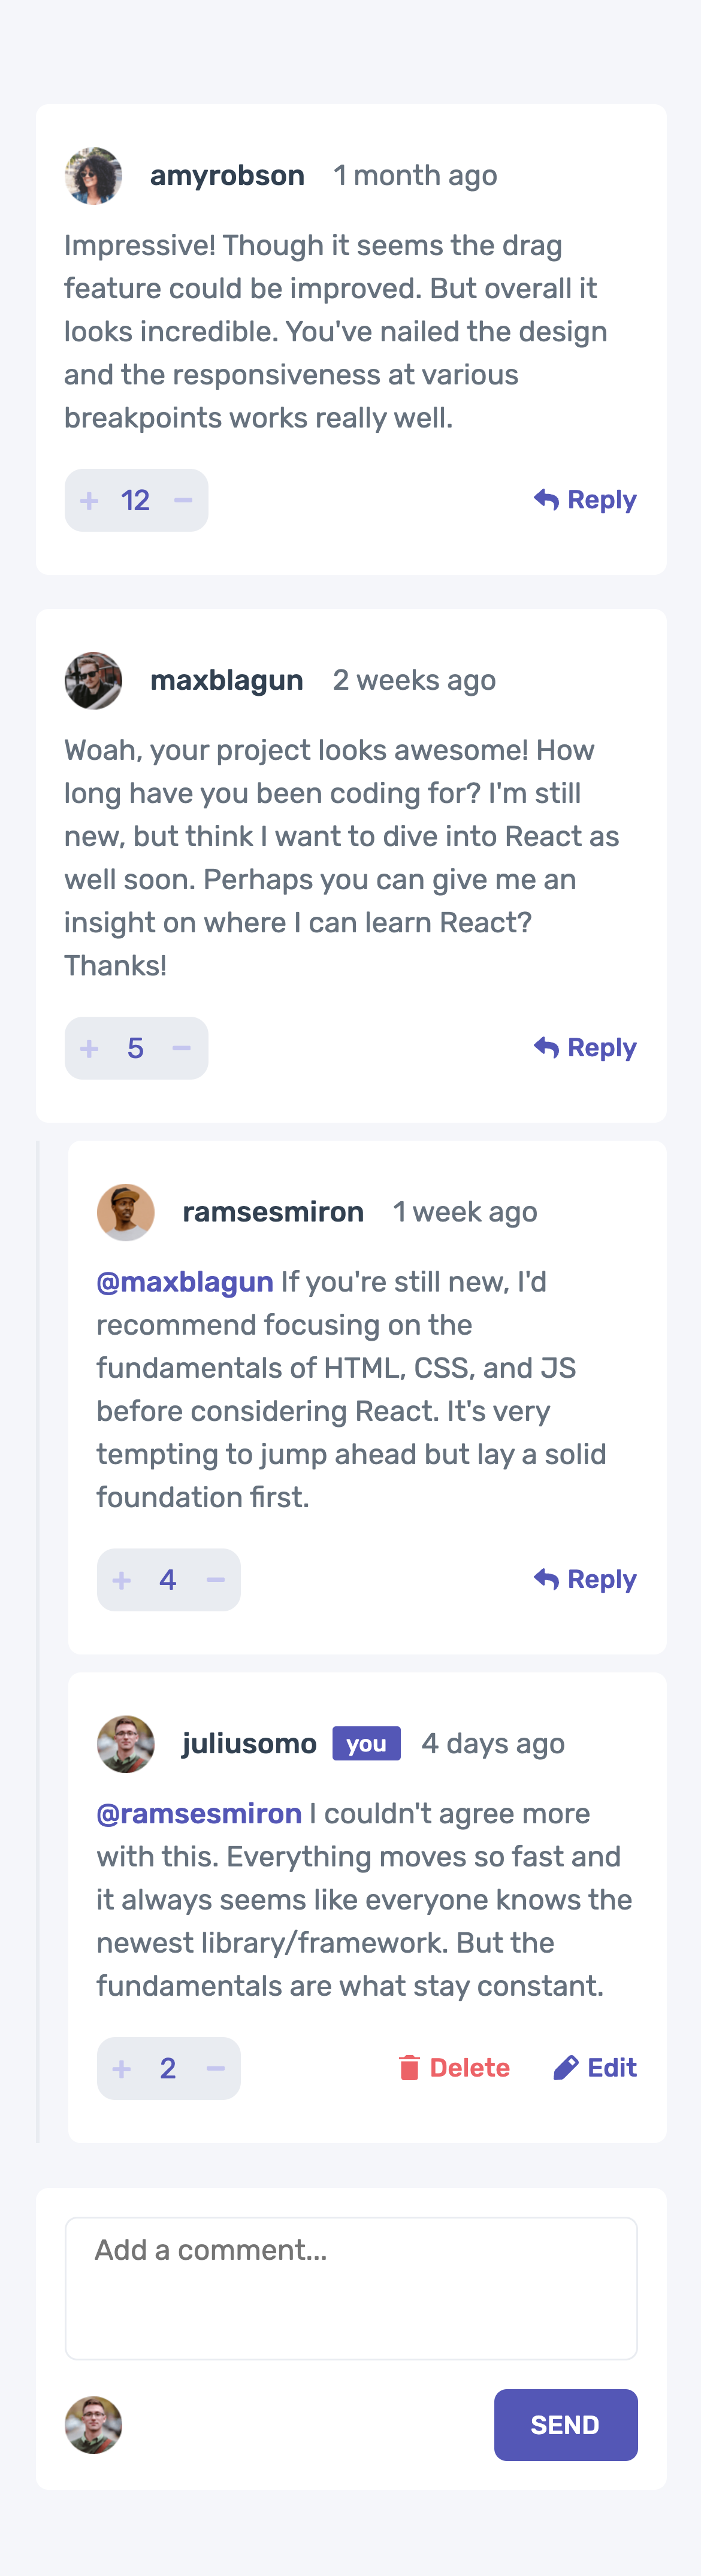 amyrobson 1 month ago
Impressive! Though it seems the drag
feature could be improved. But overall it
looks incredible. You've nailed the design
and the responsiveness at various
breakpoints works really well.
+ 12 − Reply
maxblagun 2 weeks ago
Woah, your project looks awesome! How
long have you been coding for? I'm still
new, but think I want to dive into React as
well soon. Perhaps you can give me an
insight on where I can learn React?
Thanks!
+ 5 − Reply
ramsesmiron 1 week ago
@maxblagun If you're still new, I'd
recommend focusing on the
fundamentals of HTML, CSS, and JS
before considering React. It's very
tempting to jump ahead but lay a solid
foundation first.
+ 4 − Reply
juliusomo you 4 days ago
@ramsesmiron I couldn't agree more
with this. Everything moves so fast and
it always seems like everyone knows the
newest library/framework. But the
fundamentals are what stay constant.
+ 2 − Delete Edit
Add a comment...
SEND